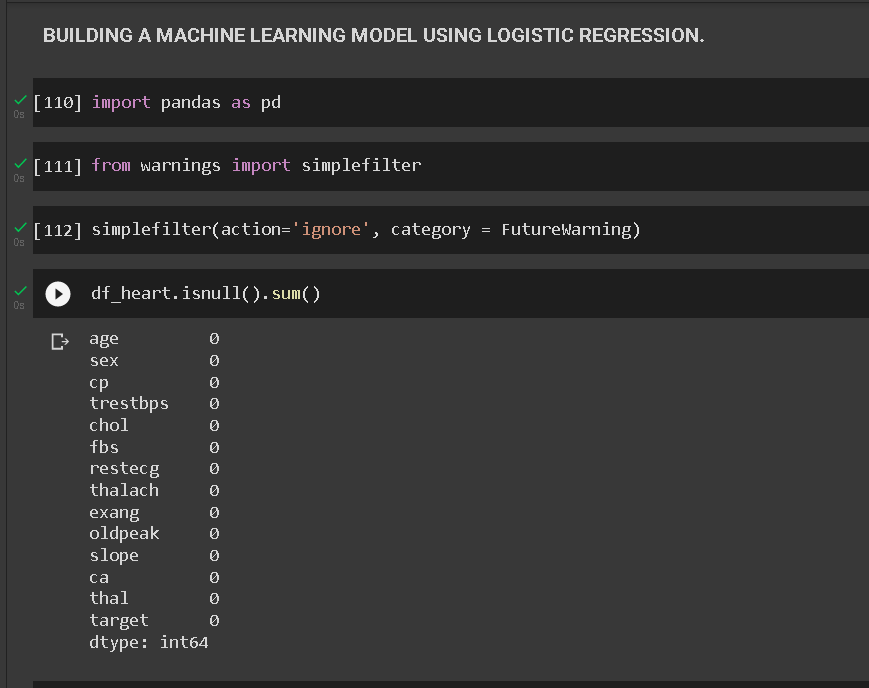 BUILDING A MACHINE LEARNING MODEL USING LOGISTIC REGRESSION.
[110] import pandas as pd
0s
[111] from warnings import simplefilter
0s
[112] simplefilter(action='ignore', category = FutureWarning)
0s
df_heart.isnull().sum()
0s
age 0
sex 0
cp 0
trestbps 0
chol 0
fbs 0
restecg 0
thalach 0
exang 0
oldpeak 0
slope 0
ca 0
thal 0
target 0
dtype: int64